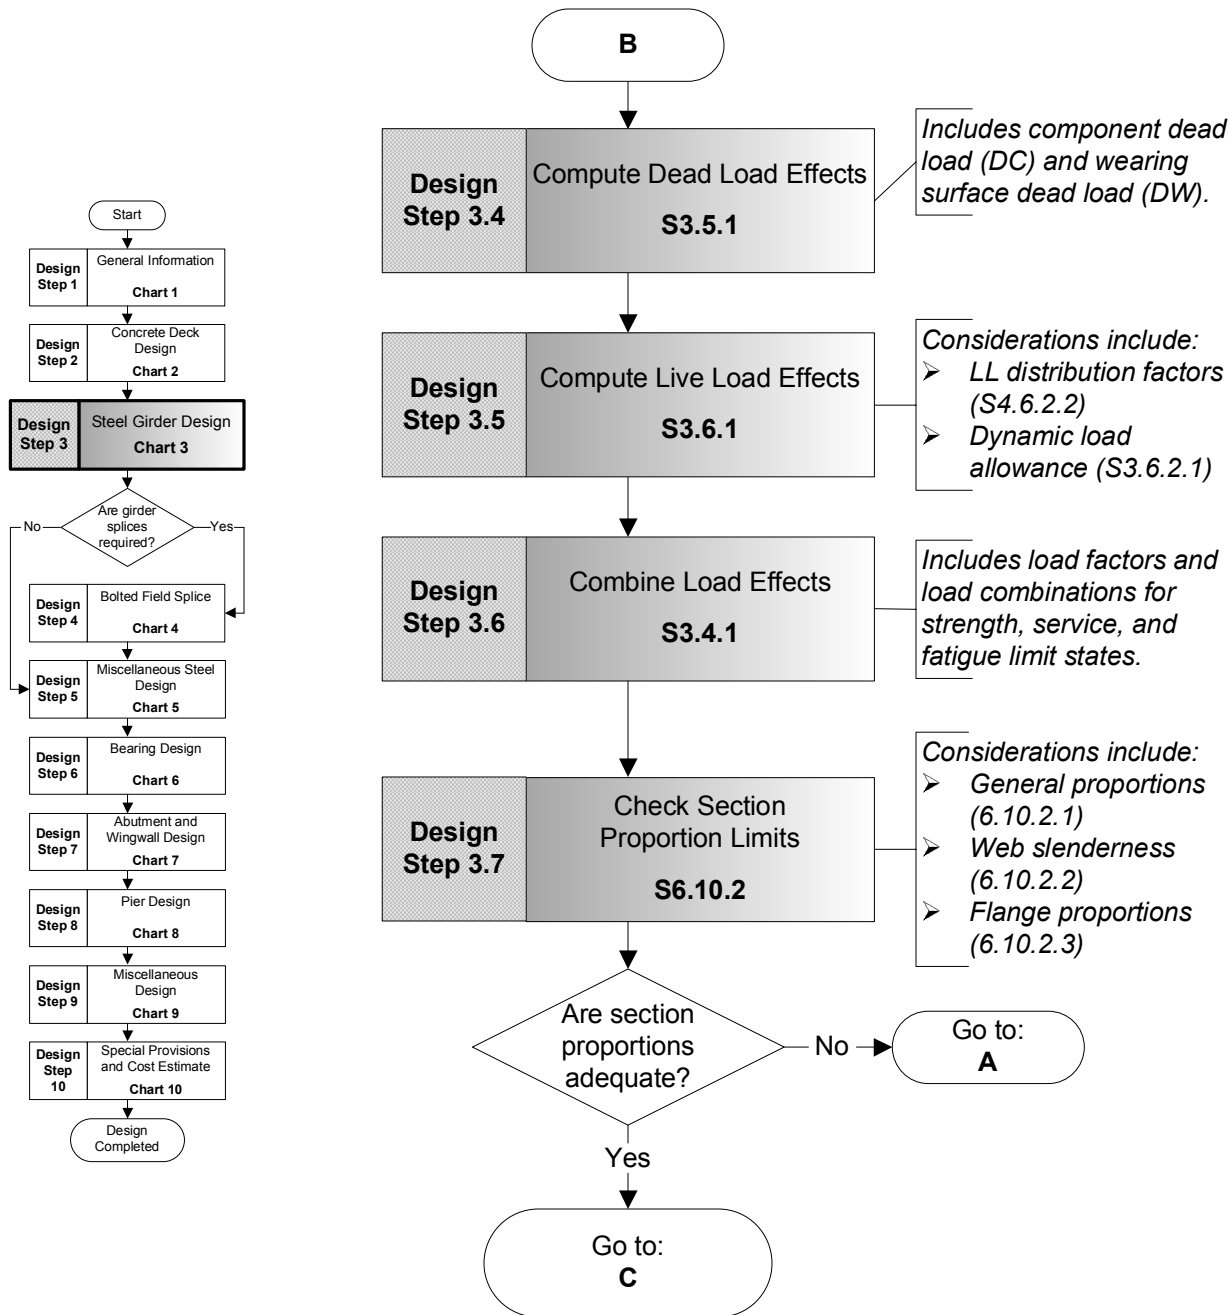 Start
Design
Step 1
General Information
Chart 1
Design
Step 2
Concrete Deck
Design
Chart 2
Design
Step 3
Steel Girder Design
Chart 3
Are girder
splices
required?
No
Yes
Design
Step 4
Bolted Field Splice
Chart 4
Design
Step 5
Miscellaneous Steel
Design
Chart 5
Design
Step 6
Bearing Design
Chart 6
Design
Step 7
Abutment and
Wingwall Design
Chart 7
Design
Step 8
Pier Design
Chart 8
Design
Step 9
Miscellaneous
Design
Chart 9
Design
Step
10
Special Provisions
and Cost Estimate
Chart 10
Design
Completed
B
Design
Step 3.4
Compute Dead Load Effects
S3.5.1
Includes component dead
load (DC) and wearing
surface dead load (DW).
Design
Step 3.5
Compute Live Load Effects
S3.6.1
Considerations include:
➢ LL distribution factors
(S4.6.2.2)
➢ Dynamic load
allowance (S3.6.2.1)
Design
Step 3.6
Combine Load Effects
S3.4.1
Includes load factors and
load combinations for
strength, service, and
fatigue limit states.
Design
Step 3.7
Check Section
Proportion Limits
S6.10.2
Considerations include:
➢ General proportions
(6.10.2.1)
➢ Web slenderness
(6.10.2.2)
➢ Flange proportions
(6.10.2.3)
Are section
proportions
adequate?
No
Go to:
A
Yes
Go to:
C